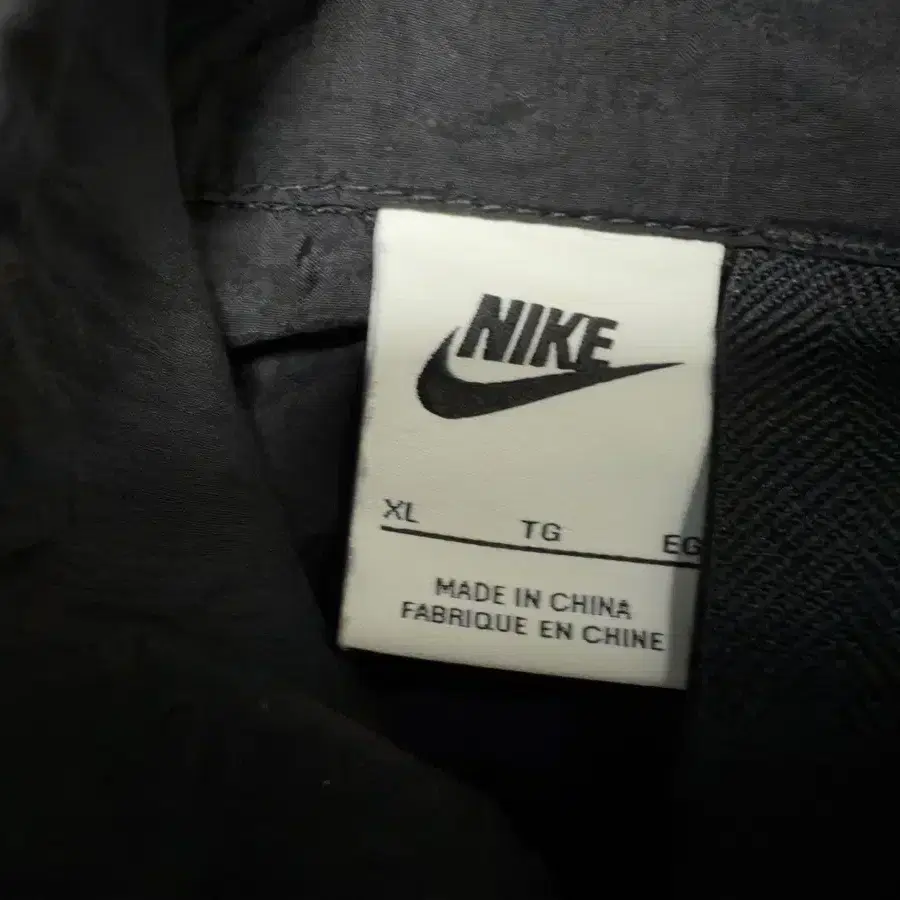 NIKE
XL TG EG
MADE IN CHINA
FABRIQUE EN CHINE